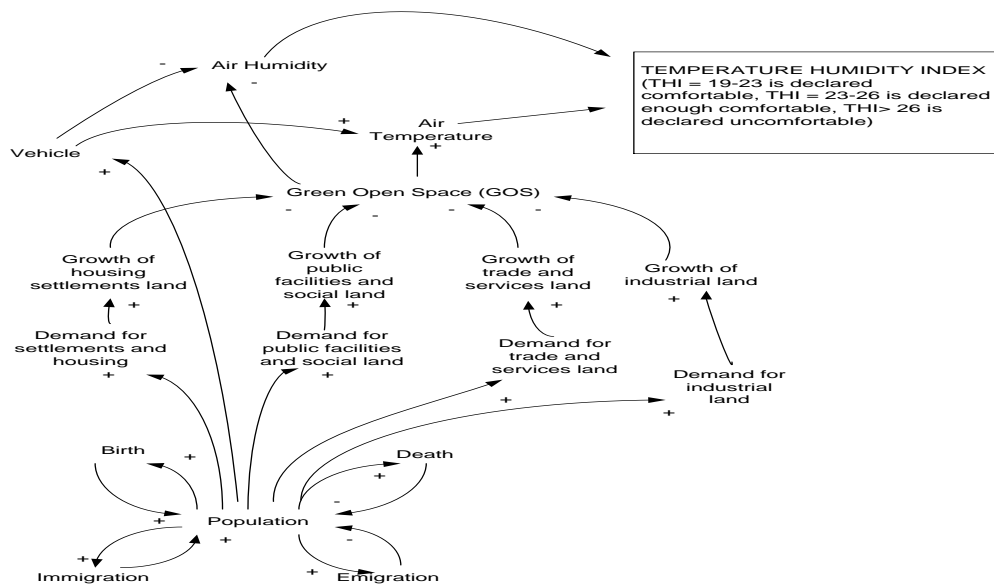 Air Humidity
-
-
TEMPERATURE HUMIDITY INDEX
(THI = 19-23 is declared
comfortable, THI = 23-26 is declared
enough comfortable, THI> 26 is
declared uncomfortable)
+
Air
Temperature
+
Vehicle
+
Green Open Space (GOS)
-
-
-
-
Growth of
housing
settlements land
+
Growth of
public
facilities and
social land
+
Growth of
trade and
services land
+
Growth of
industrial land
+
Demand for
settlements and
housing
+
Demand for
public facilities
and social land
+
Demand for
trade and
services land
+
Demand for
industrial
land
+
Birth
+
+
Death
+
-
Population
+
+
Immigration
-
+
Emigration